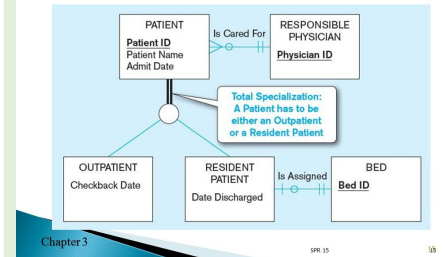 PATIENT
Patient ID
Patient Name
Admit Date
Is Cared For
RESPONSIBLE
PHYSICIAN
Physician ID
Total Specialization:
A Patient has to be
either an Outpatient
or a Resident Patient
OUTPATIENT
Checkback Date
RESIDENT
PATIENT
Date Discharged
Is Assigned
BED
Bed ID
Chapter 3
SPR 15